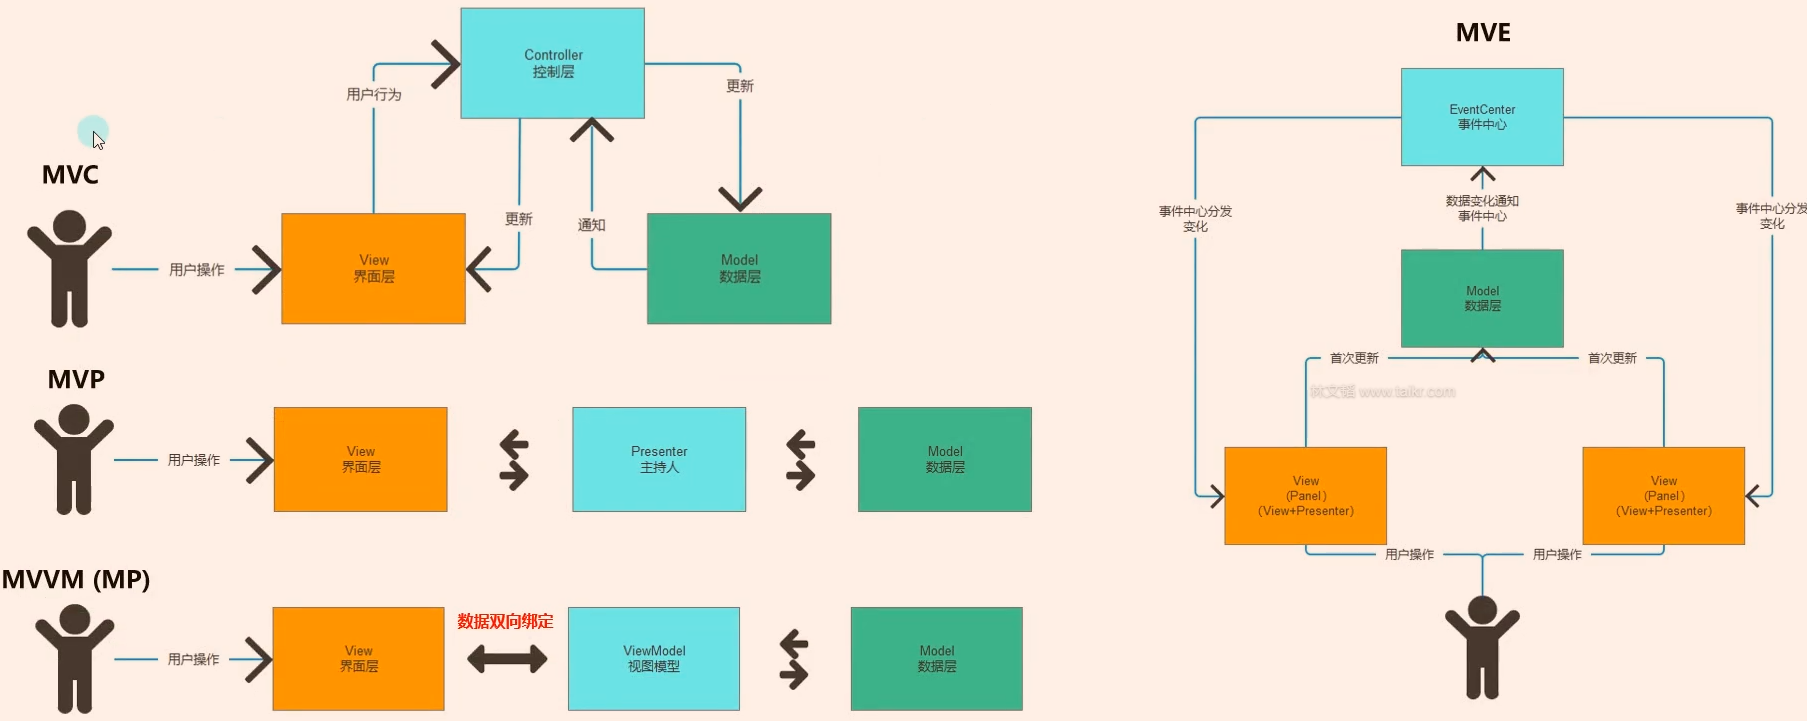 Controller
控制层
用户行为
更新
MVC
更新
通知
用户操作
View
界面层
Model
数据层
MVP
用户操作
View
界面层
Presenter
主持人
Model
数据层
MVVM (MP)
数据双向绑定
用户操作
View
界面层
ViewModel
视图模型
Model
数据层
MVE
EventCenter
事件中心
数据变化通知
事件中心
事件中心分发
变化
事件中心分发
变化
Model
数据层
首次更新
首次更新
www.taikr.com
View
(Panel)
(View+Presenter)
View
(Panel)
(View+Presenter)
用户操作
用户操作